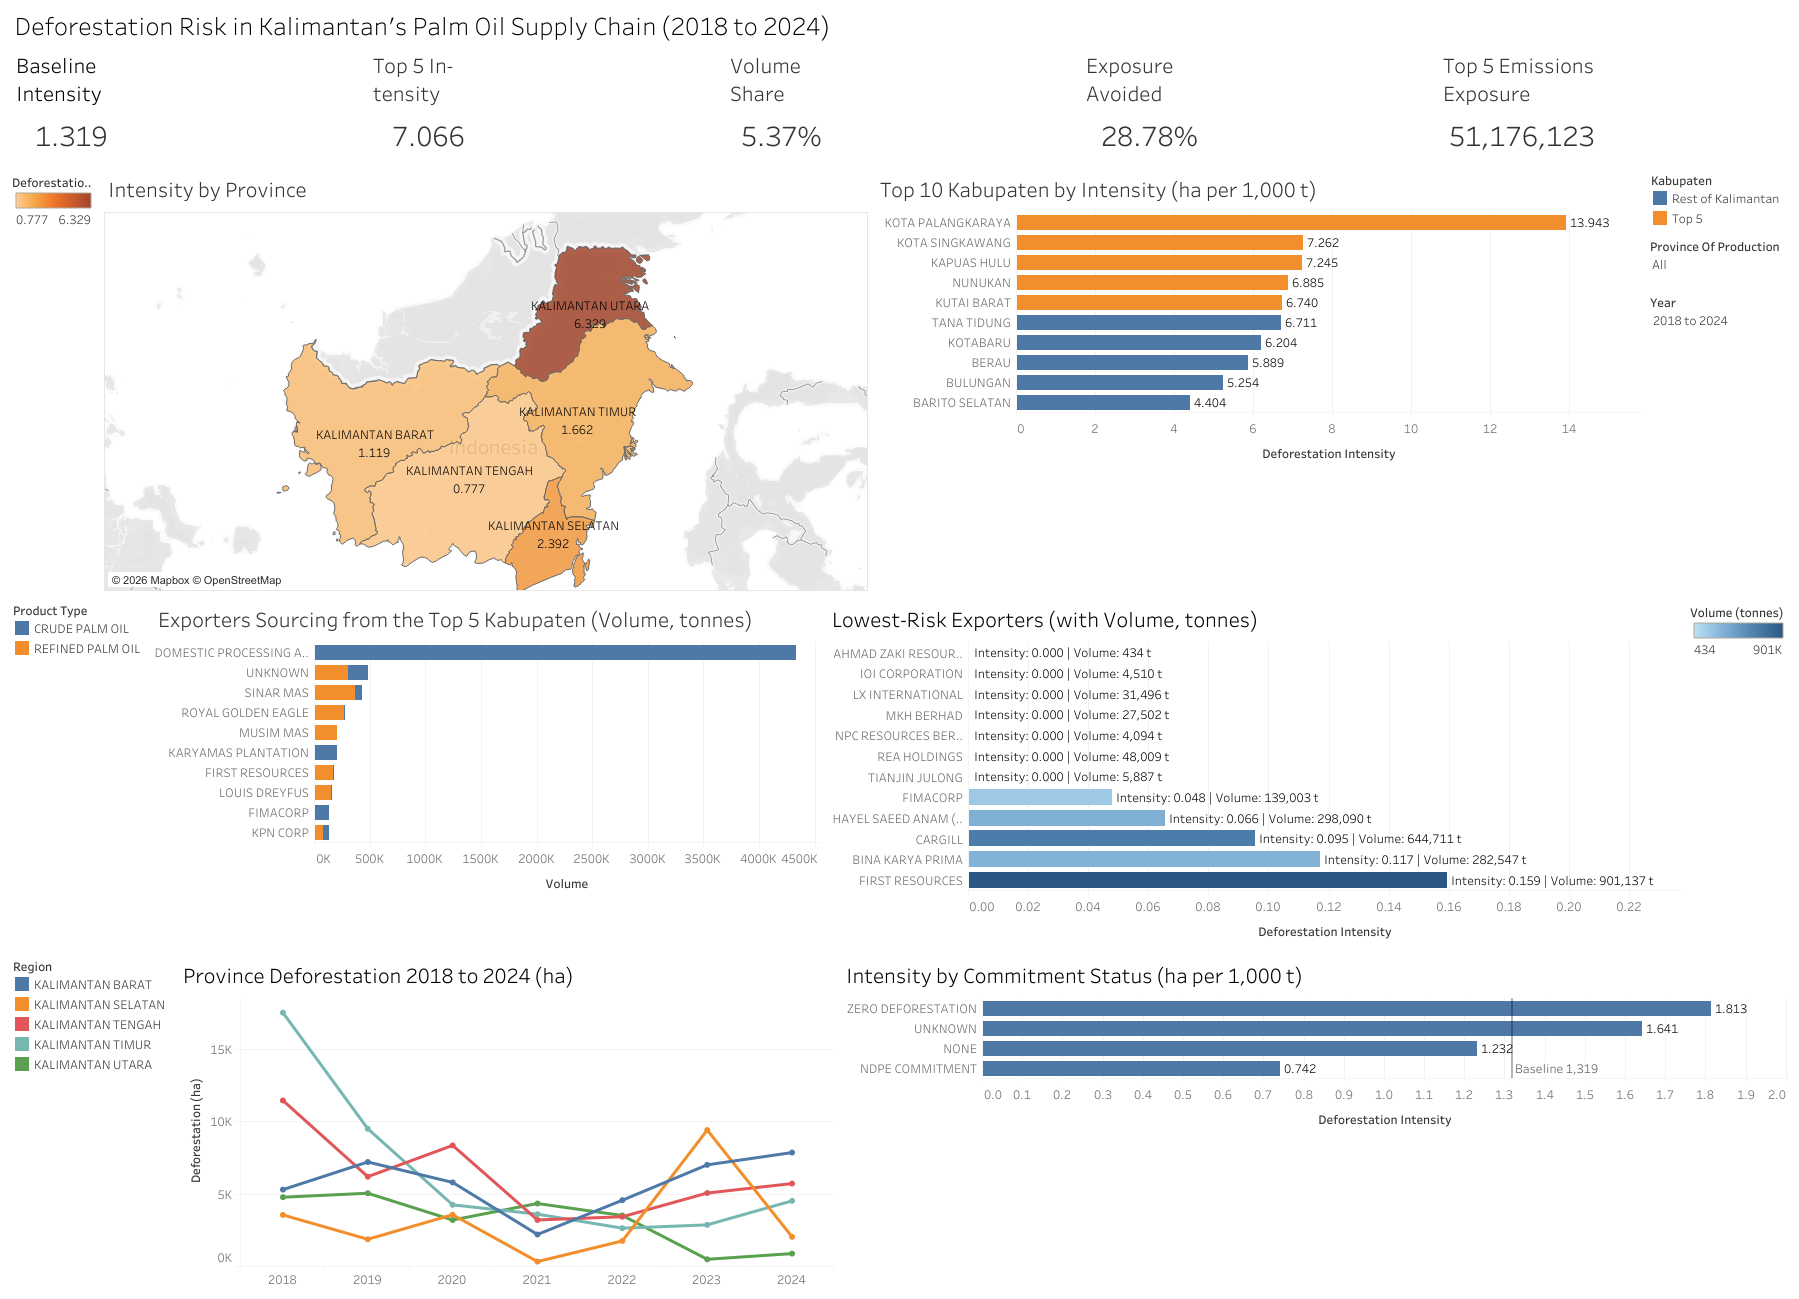 Deforestation Risk in Kalimantan's Palm Oil Supply Chain (2018 to 2024)
Baseline
Intensity
1.319
Top 5 In-
tensity
7.066
Volume
Share
5.37%
Exposure
Avoided
28.78%
Top 5 Emissions
Exposure
51,176,123
Deforestatio..
0.777 6.329
Intensity by Province
KALIMANTAN UTARA
6.329
KALIMANTAN TIMUR
1.662
KALIMANTAN BARAT
1.119
Indonesia
KALIMANTAN TENGAH
0.777
KALIMANTAN SELATAN
2.392
© 2026 Mapbox © OpenStreetMap
Top 10 Kabupaten by Intensity (ha per 1,000 t)
KOTA PALANGKARAYA 13.943
KOTA SINGKAWANG 7.262
KAPUAS HULU 7.245
NUNUKAN 6.885
KUTAI BARAT 6.740
TANA TIDUNG 6.711
KOTABARU 6.204
BERAU 5.889
BULUNGAN 5.254
BARITO SELATAN 4.404
0 2 4 6 8 10 12 14
Deforestation Intensity
Kabupaten
Rest of Kalimantan
Top 5
Province Of Production
All
Year
2018 to 2024
Product Type
CRUDE PALM OIL
REFINED PALM OIL
Exporters Sourcing from the Top 5 Kabupaten (Volume, tonnes)
DOMESTIC PROCESSING A..
UNKNOWN
SINAR MAS
ROYAL GOLDEN EAGLE
MUSIM MAS
KARYAMAS PLANTATION
FIRST RESOURCES
LOUIS DREYFUS
FIMACORP
KPN CORP
0K 500K 1000K 1500K 2000K 2500K 3000K 3500K 4000K 4500K
Volume
Lowest-Risk Exporters (with Volume, tonnes)
AHMAD ZAKI RESOUR.. Intensity: 0.000 | Volume: 434 t
IOI CORPORATION Intensity: 0.000 | Volume: 4,510 t
LX INTERNATIONAL Intensity: 0.000 | Volume: 31,496 t
MKH BERHAD Intensity: 0.000 | Volume: 27,502 t
NPC RESOURCES BER.. Intensity: 0.000 | Volume: 4,094 t
REA HOLDINGS Intensity: 0.000 | Volume: 48,009 t
TIANJIN JULONG Intensity: 0.000 | Volume: 5,887 t
FIMACORP Intensity: 0.048 | Volume: 139,003 t
HAYEL SAEED ANAM (.. Intensity: 0.066 | Volume: 298,090 t
CARGILL Intensity: 0.095 | Volume: 644,711 t
BINA KARYA PRIMA Intensity: 0.117 | Volume: 282,547 t
FIRST RESOURCES Intensity: 0.159 | Volume: 901,137 t
0.00 0.02 0.04 0.06 0.08 0.10 0.12 0.14 0.16 0.18 0.20 0.22
Deforestation Intensity
Volume (tonnes)
434 901K
Region
KALIMANTAN BARAT
KALIMANTAN SELATAN
KALIMANTAN TENGAH
KALIMANTAN TIMUR
KALIMANTAN UTARA
Province Deforestation 2018 to 2024 (ha)
Deforestation (ha)
15K
10K
5K
0K
2018 2019 2020 2021 2022 2023 2024
Intensity by Commitment Status (ha per 1,000 t)
ZERO DEFORESTATION 1.813
UNKNOWN 1.641
NONE 1.232
NDPE COMMITMENT 0.742
Baseline 1,319
0.0 0.1 0.2 0.3 0.4 0.5 0.6 0.7 0.8 0.9 1.0 1.1 1.2 1.3 1.4 1.5 1.6 1.7 1.8 1.9 2.0
Deforestation Intensity